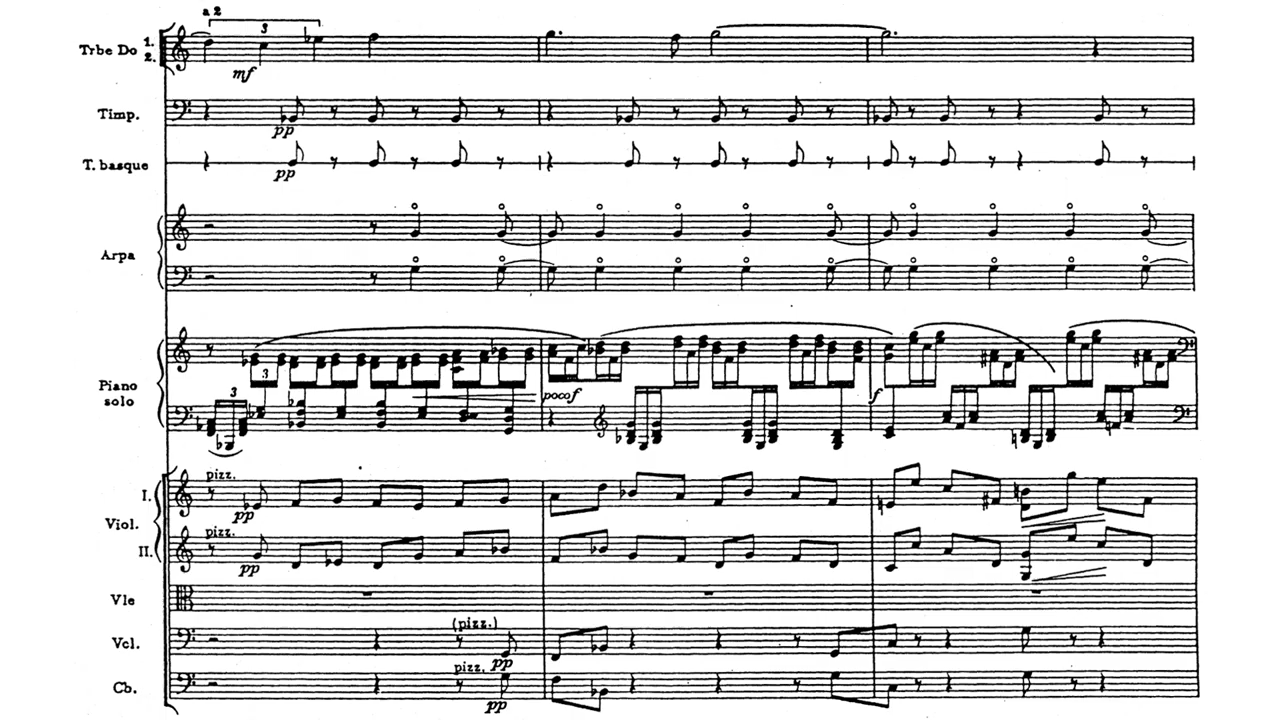 a 2
3
Trbe Do 1.
2.
mf
Timp.
pp
T. basque
pp
Arpa
Piano
solo
3
3
poco f
f
pizz.
I.
pp
Viol.
pizz.
II.
pp
Vle
(pizz.)
Vcl.
pp
pizz.
Cb.
pp